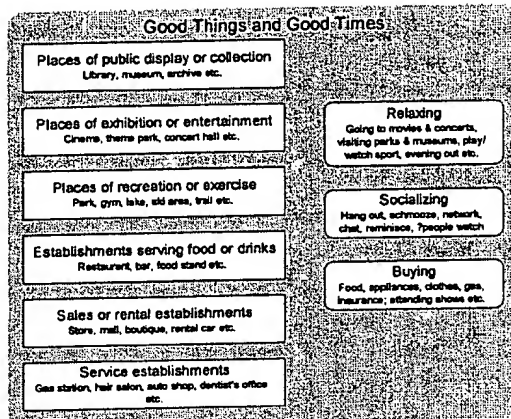 Good Things and Good Times
Places of public display or collection
Library, museum, archive etc.
Places of exhibition or entertainment
Cinema, theme park, concert hall etc.
Places of recreation or exercise
Park, gym, lake, ski area, trail etc.
Establishments serving food or drinks
Restaurant, bar, food stand etc.
Sales or rental establishments
Store, mall, boutique, rental car etc.
Service establishments
Gas station, hair salon, auto shop, dentist's office
etc.
Relaxing
Going to movies & concerts,
visiting parks & museums, play/
watch sport, evening out etc.
Socializing
Hang out, schmooze, network,
chat, reminisce, ?people watch
Buying
Food, appliances, clothes, gas,
insurance; attending shows etc.